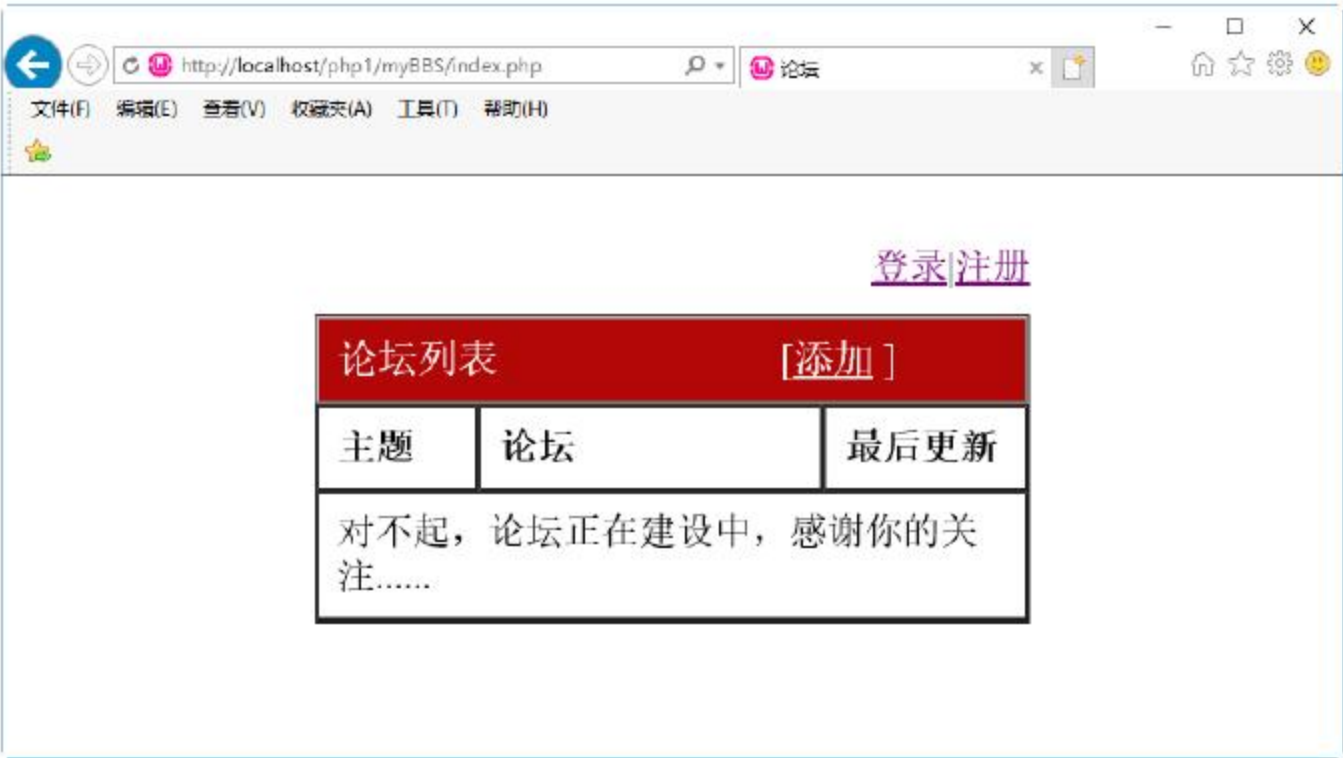 http://localhost/php1/myBBS/index.php 论坛
文件(F) 编辑(E) 查看(V) 收藏夹(A) 工具(T) 帮助(H)
登录|注册
论坛列表 [添加 ]
主题 论坛 最后更新
对不起，论坛正在建设中，感谢你的关
注......